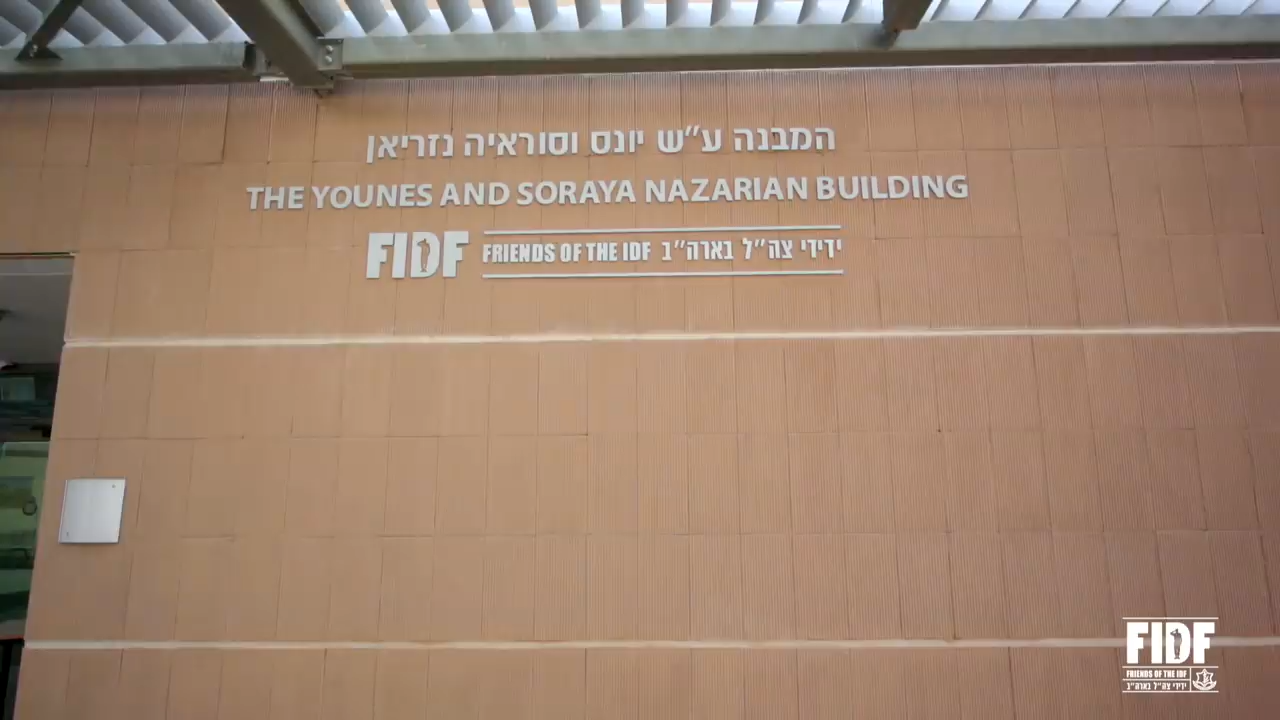 המבנה ע"ש יונס וסוראיה נזריאן
THE YOUNES AND SORAYA NAZARIAN BUILDING
FIDF FRIENDS OF THE IDF ידידי צה"ל בארה"ב
FIDF
FRIENDS OF THE IDF
ידידי צה"ל בארה"ב